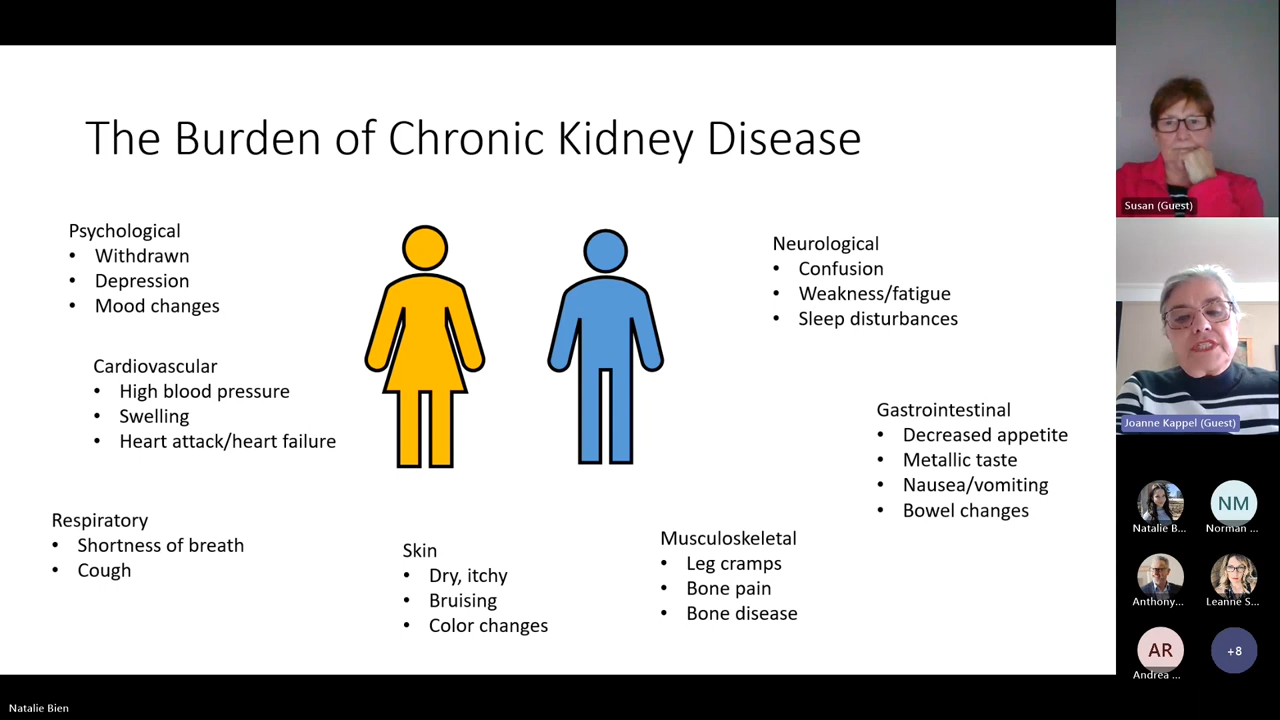 The Burden of Chronic Kidney Disease
Psychological
• Withdrawn
• Depression
• Mood changes
Cardiovascular
• High blood pressure
• Swelling
• Heart attack/heart failure
Respiratory
• Shortness of breath
• Cough
Skin
• Dry, itchy
• Bruising
• Color changes
Musculoskeletal
• Leg cramps
• Bone pain
• Bone disease
Neurological
• Confusion
• Weakness/fatigue
• Sleep disturbances
Gastrointestinal
• Decreased appetite
• Metallic taste
• Nausea/vomiting
• Bowel changes
Susan (Guest)
Joanne Kappel (Guest)
Natalie B...
NM
Norman ...
Anthony...
Leanne S...
AR
Andrea ...
+8
Natalie Bien